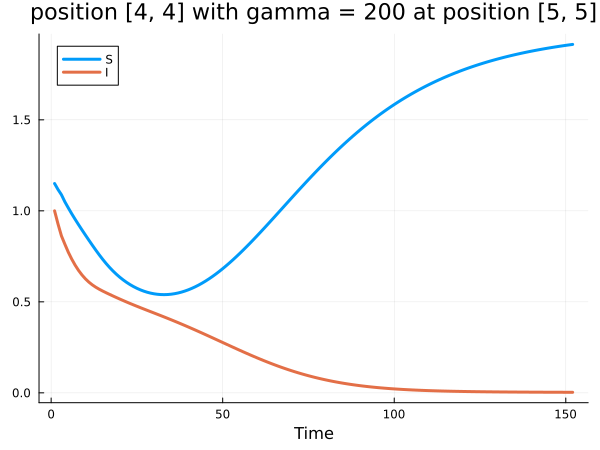 position [4, 4] with gamma = 200 at position [5, 5]
S
I
1.5
1.0
0.5
0.0
0 50 100 150
Time